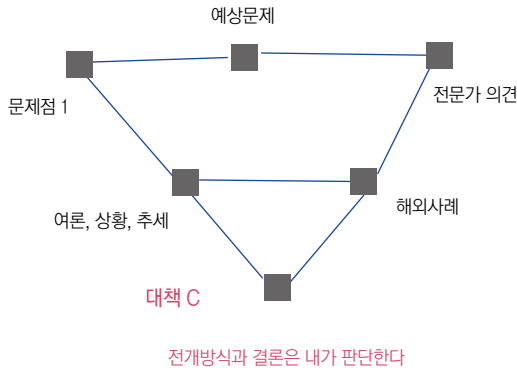 예상문제
문제점 1
전문가 의견
여론, 상황, 추세
해외사례
대책 C
전개방식과 결론은 내가 판단한다